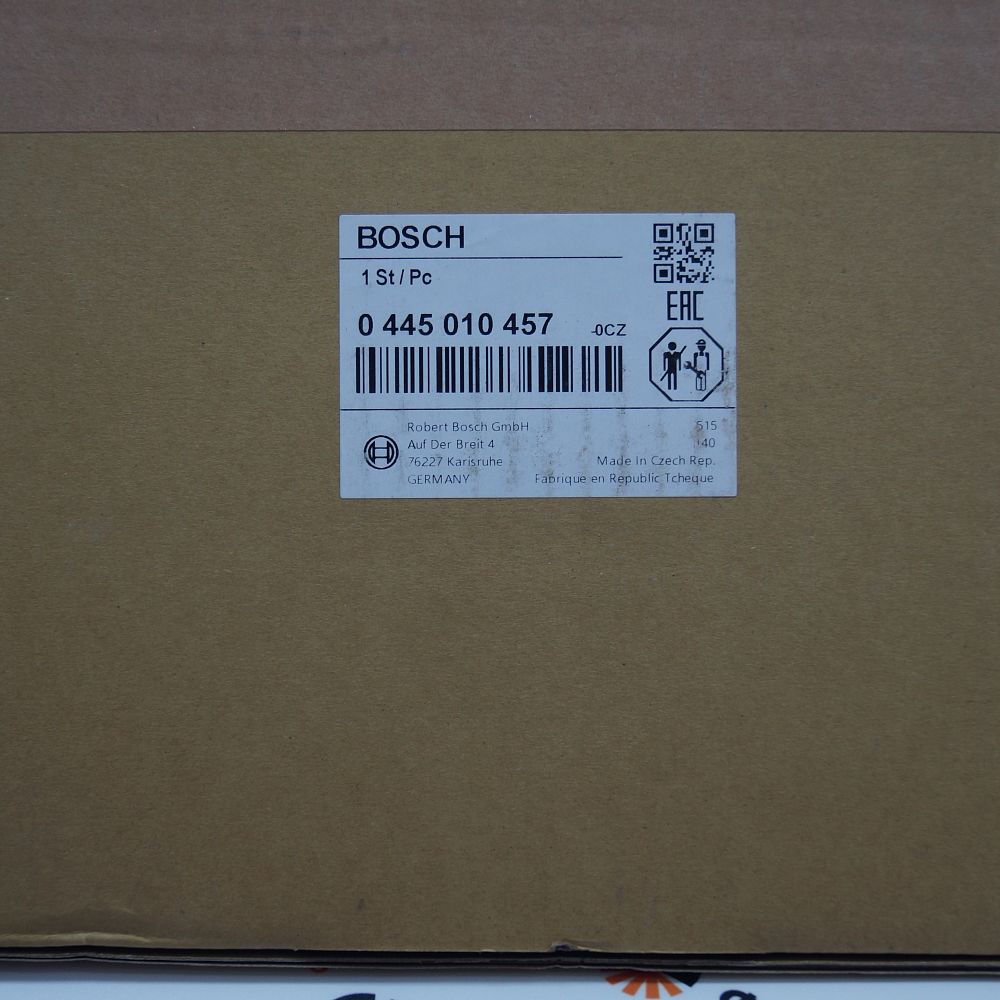 BOSCH
1 St / Pc
EAC
0 445 010 457 -0CZ
Robert Bosch GmbH
Auf Der Breit 4
76227 Karlsruhe
GERMANY
515
Made In Czech Rep.
Fabrique en Republic Tcheque